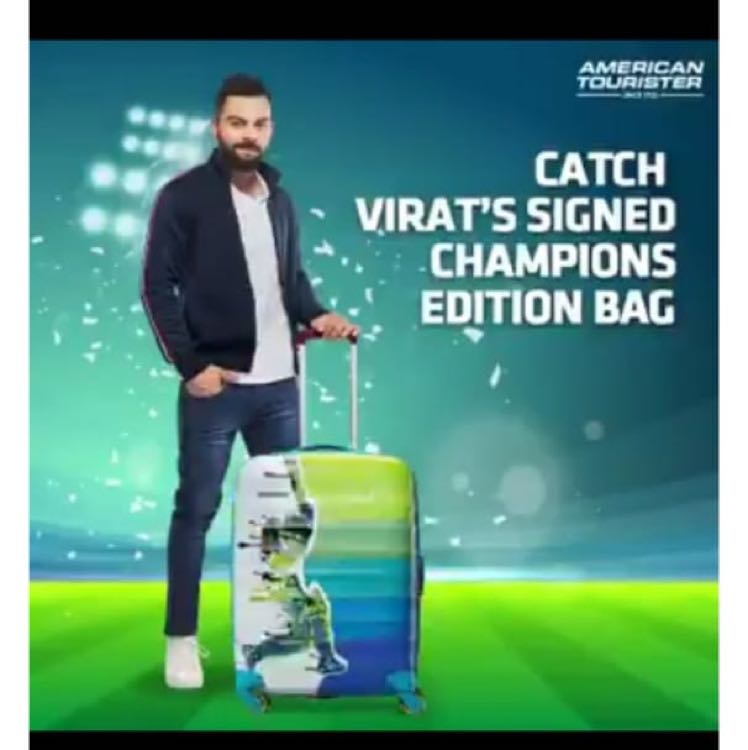 AMERICAN
TOURISTER
CATCH
VIRAT'S SIGNED
CHAMPIONS
EDITION BAG